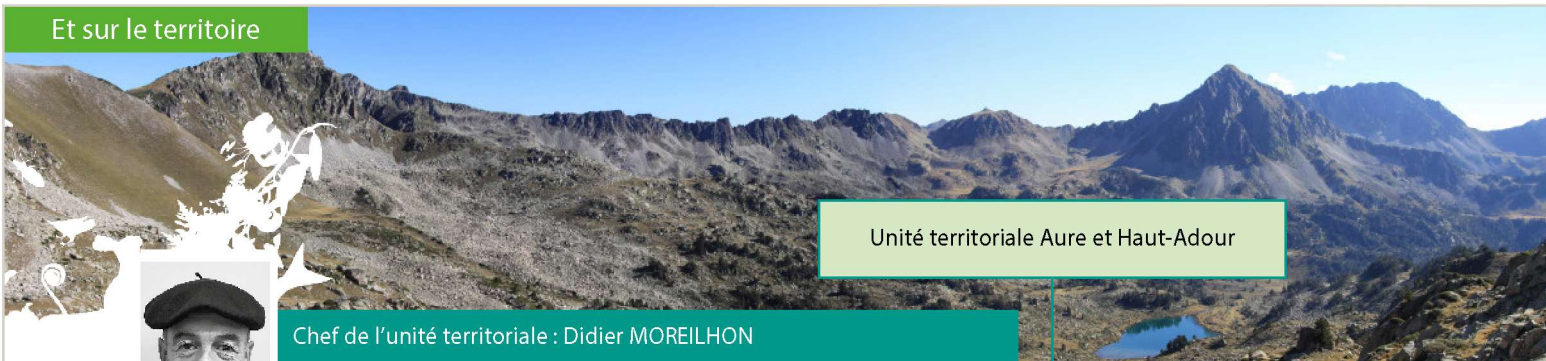 Et sur le territoire
Unité territoriale Aure et Haut-Adour
Chef de l'unité territoriale : Didier MOREILHON